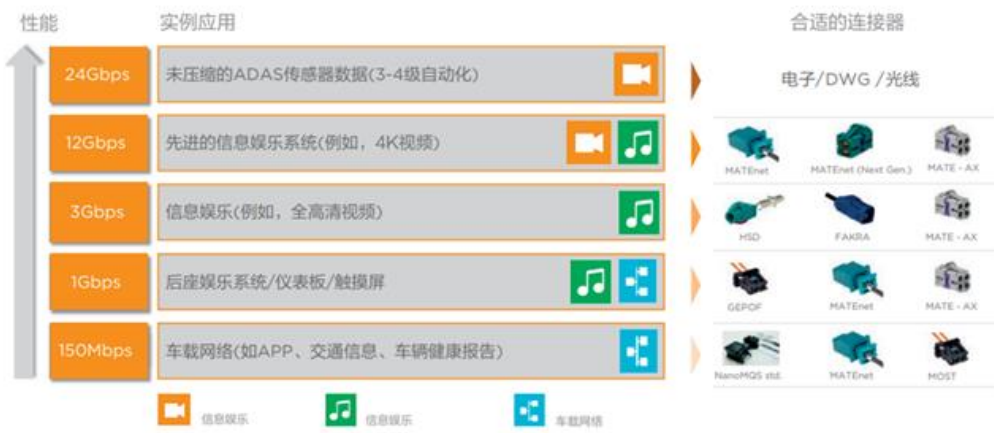 性能 实例应用 合适的连接器
24Gbps 未压缩的ADAS传感器数据(3-4级自动化) 电子/DWG /光线
12Gbps 先进的信息娱乐系统(例如，4K视频)
MATEnet MATEnet (Next Gen.) MATE - AX
3Gbps 信息娱乐(例如，全高清视频)
HSD FAKRA MATE - AX
1Gbps 后座娱乐系统/仪表板/触摸屏
GEPOF MATEnet MATE - AX
150Mbps 车载网络(如APP、交通信息、车辆健康报告)
NanoMQS std. MATEnet MOST
信息娱乐 信息娱乐 车载网络